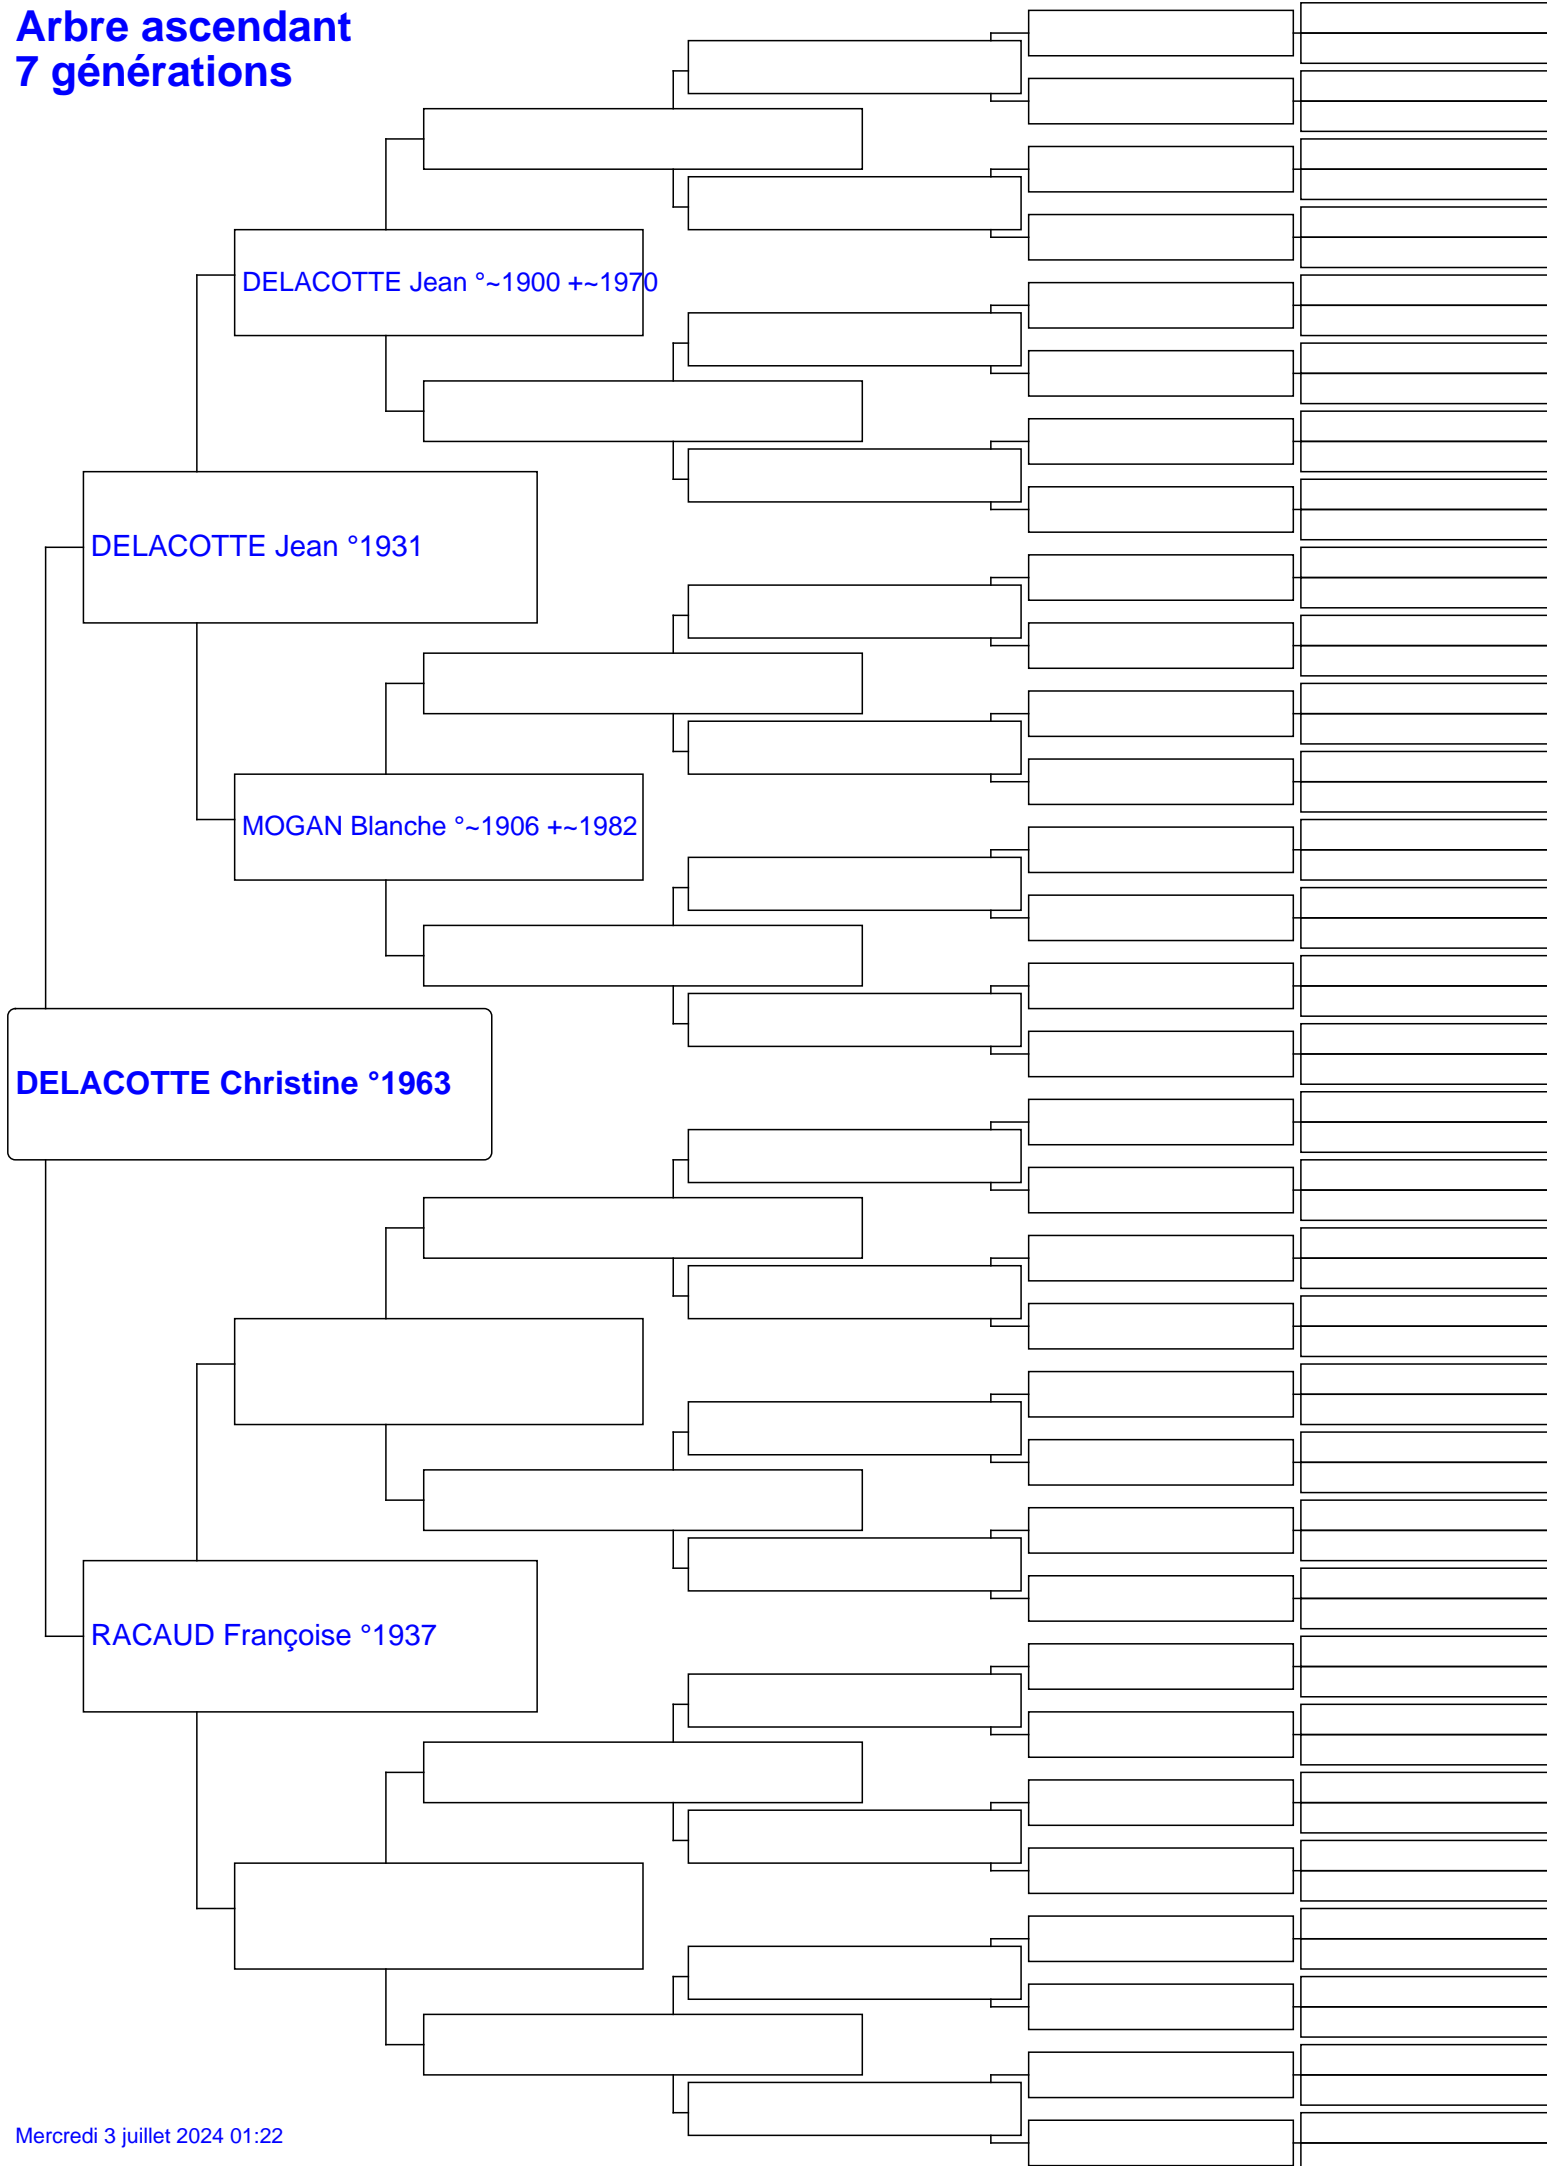 Arbre ascendant
7 générations
DELACOTTE Jean °~1900 +~1970
DELACOTTE Jean °1931
MOGAN Blanche °~1906 +~1982
DELACOTTE Christine °1963
RACAUD Françoise °1937
Mercredi 3 juillet 2024 01:22